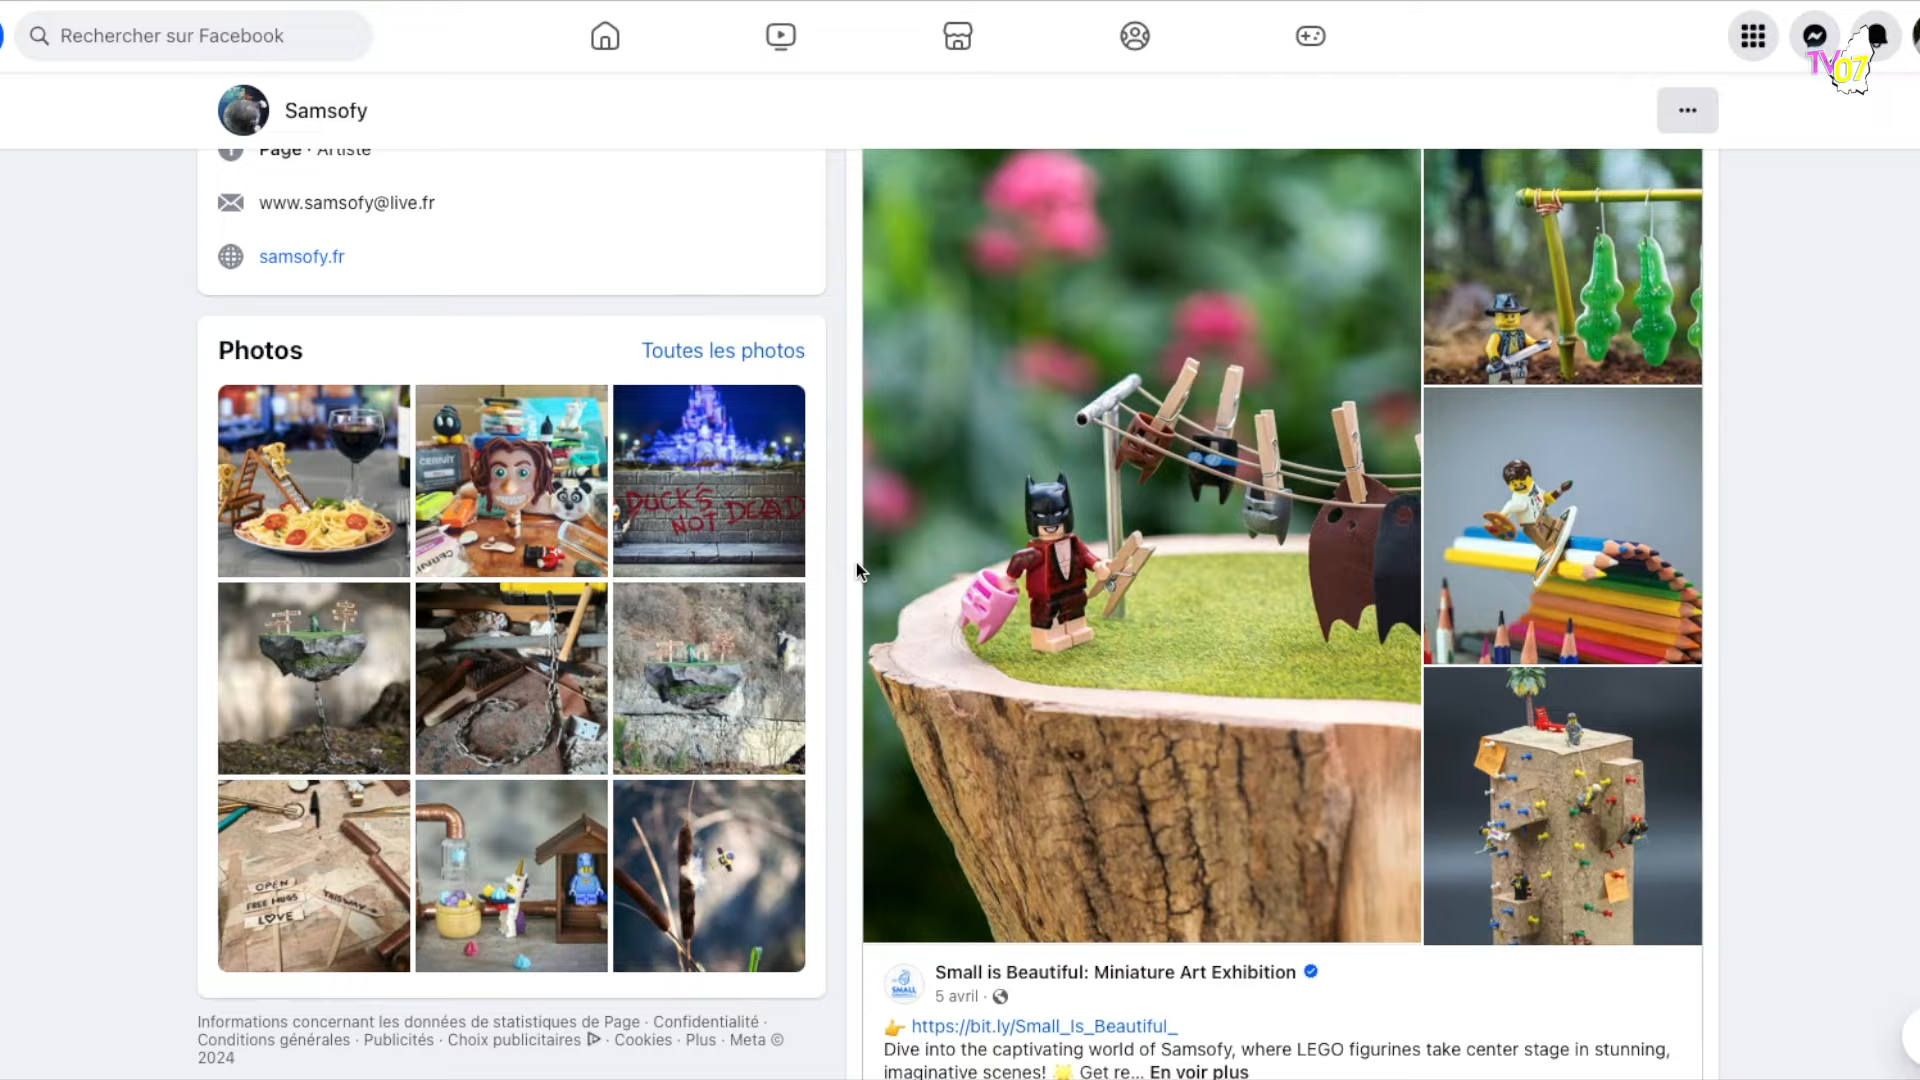 Rechercher sur Facebook
TV07
Samsofy
Page · Artiste
www.samsofy@live.fr
samsofy.fr
Photos
Toutes les photos
CERNIT
DUCK'S
NOT DEAD
OPEN
FREE HUGS
LOVE
THIS WAY
SMALL
Small is Beautiful: Miniature Art Exhibition
5 avril ·
👉 https://bit.ly/Small_Is_Beautiful_
Dive into the captivating world of Samsofy, where LEGO figurines take center stage in stunning,
imaginative scenes! 🌟 Get re... En voir plus
Informations concernant les données de statistiques de Page · Confidentialité ·
Conditions générales · Publicités · Choix publicitaires · Cookies · Plus · Meta ©
2024